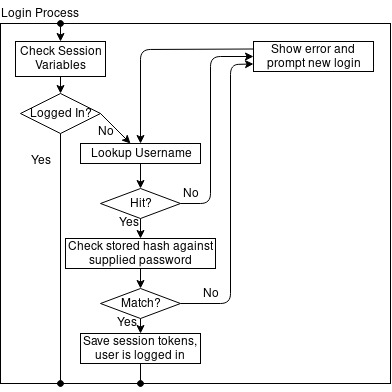 Login Process
Check Session
Variables
Show error and
prompt new login
Logged In?
No
Yes
Lookup Username
Hit?
No
Yes
Check stored hash against
supplied password
Match?
No
Yes
Save session tokens,
user is logged in